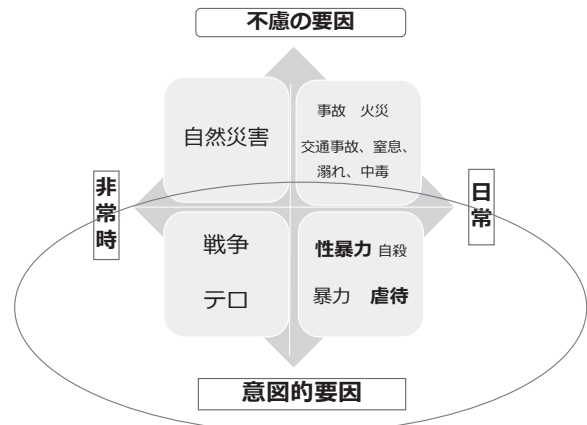 不慮の要因
自然災害
事故 火災
交通事故、窒息、
溺れ、中毒
非常時
日常
戦争
テロ
性暴力 自殺
暴力 虐待
意図的要因